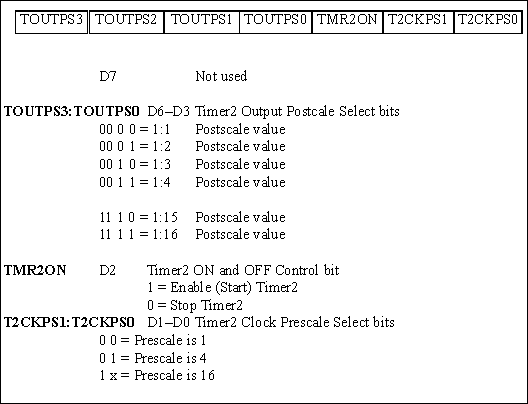 TOUTPS3 TOUTPS2 TOUTPS1 TOUTPS0 TMR2ON T2CKPS1 T2CKPS0
D7 Not used
TOUTPS3:TOUTPS0 D6–D3 Timer2 Output Postcale Select bits
00 0 0 = 1:1 Postscale value
00 0 1 = 1:2 Postscale value
00 1 0 = 1:3 Postscale value
00 1 1 = 1:4 Postscale value
11 1 0 = 1:15 Postscale value
11 1 1 = 1:16 Postscale value
TMR2ON D2 Timer2 ON and OFF Control bit
1 = Enable (Start) Timer2
0 = Stop Timer2
T2CKPS1:T2CKPS0 D1–D0 Timer2 Clock Prescale Select bits
0 0 = Prescale is 1
0 1 = Prescale is 4
1 x = Prescale is 16